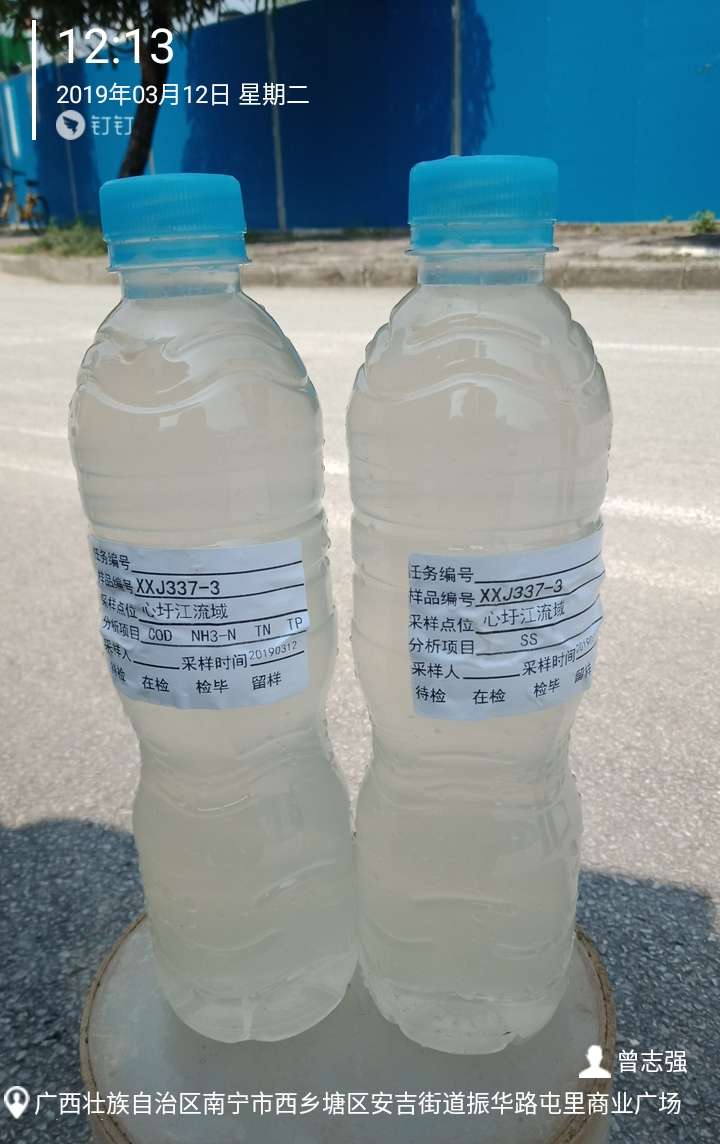 12:13
2019年03月12日 星期二
钉钉
任务编号
样品编号 XXJ337-3
采样点位 心圩江流域
分析项目 COD NH3-N TN TP
采样人 采样时间 20190312
待检 在检 检毕 留样
任务编号
样品编号 XXJ337-3
采样点位 心圩江流域
分析项目 SS
采样人 采样时间
待检 在检 检毕 留样
曾志强
广西壮族自治区南宁市西乡塘区安吉街道振华路屯里商业广场